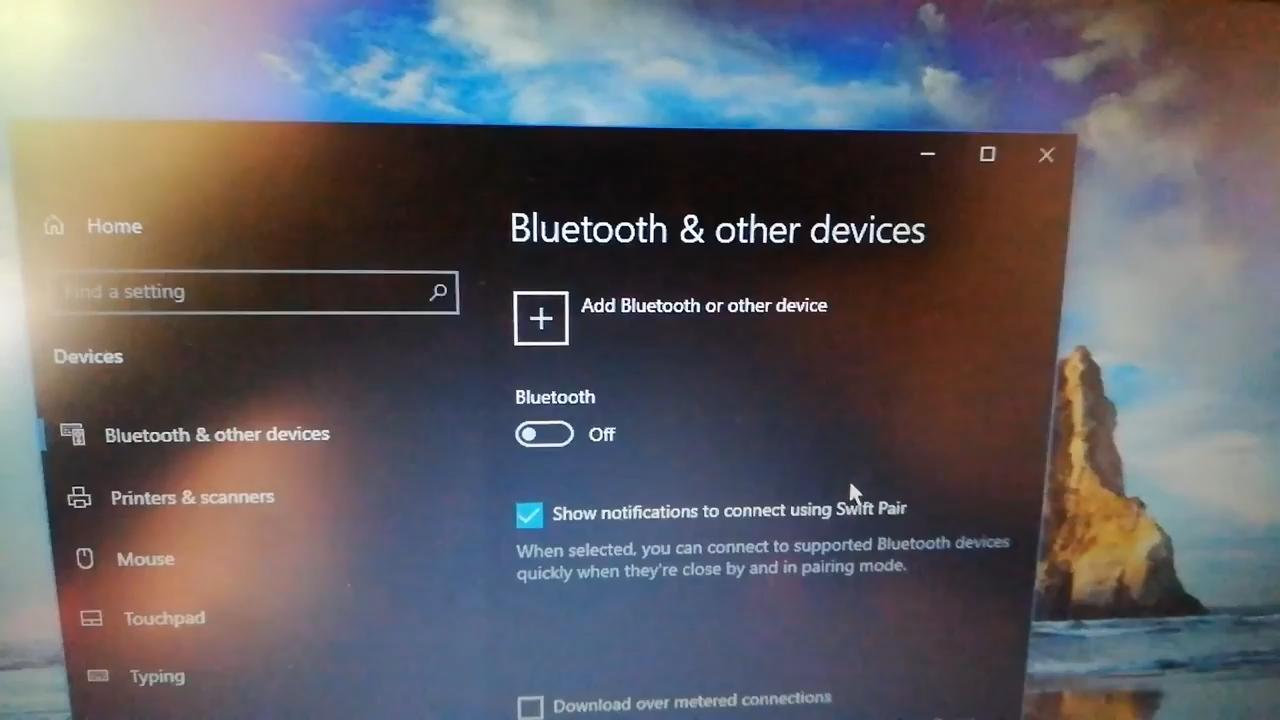 Home
Find a setting
Devices
Bluetooth & other devices
Printers & scanners
Mouse
Touchpad
Typing
Bluetooth & other devices
Add Bluetooth or other device
Bluetooth
Off
Show notifications to connect using Swift Pair
When selected, you can connect to supported Bluetooth devices
quickly when they're close by and in pairing mode.
Download over metered connections